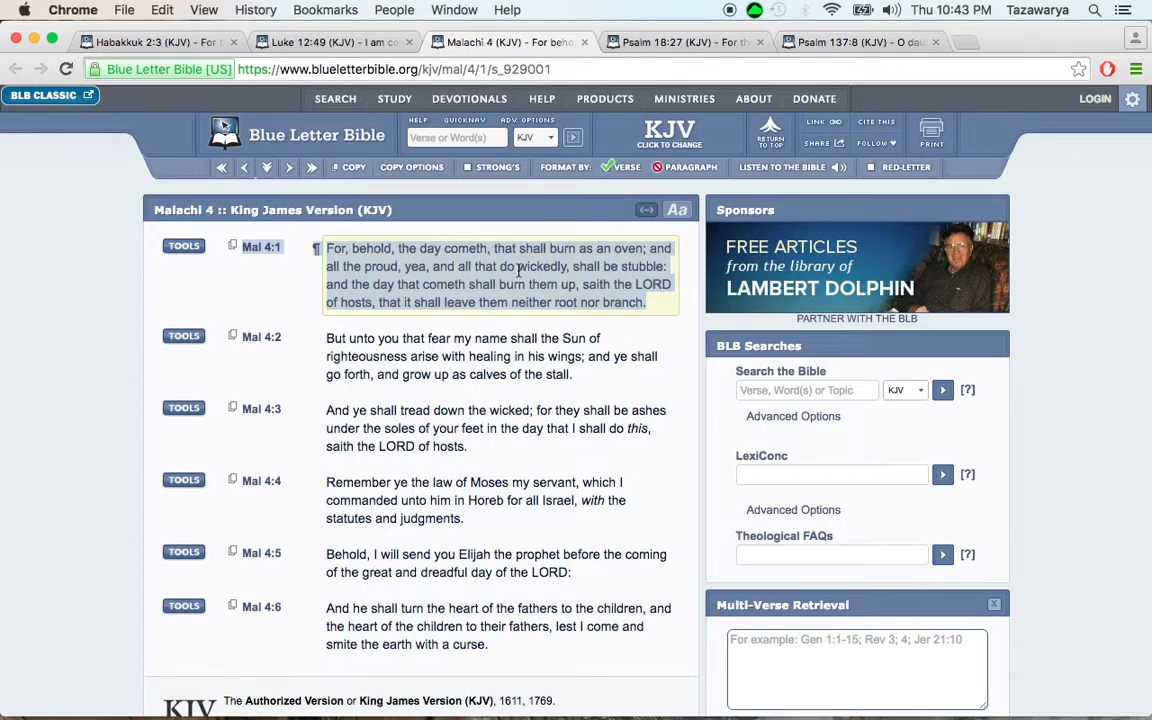 Chrome File Edit View History Bookmarks People Window Help Thu 10:43 PM Tazawarya
Habakkuk 2:3 (KJV) - For t
Luke 12:49 (KJV) - I am co
Malachi 4 (KJV) - For beho
Psalm 18:27 (KJV) - For th
Psalm 137:8 (KJV) - O dau
Blue Letter Bible [US] https://www.blueletterbible.org/kjv/mal/4/1/s_929001
BLB CLASSIC
SEARCH STUDY DEVOTIONALS HELP PRODUCTS MINISTRIES ABOUT DONATE LOGIN
HELP QUICKNAV ADV. OPTIONS
Blue Letter Bible
Verse or Word(s) KJV
KJV
CLICK TO CHANGE
RETURN
TO TOP
LINK CITE THIS
SHARE FOLLOW
PRINT
COPY COPY OPTIONS STRONG'S FORMAT BY: VERSE PARAGRAPH LISTEN TO THE BIBLE RED-LETTER
Malachi 4 :: King James Version (KJV)
Aa
TOOLS Mal 4:1 ¶ For, behold, the day cometh, that shall burn as an oven; and
all the proud, yea, and all that do wickedly, shall be stubble:
and the day that cometh shall burn them up, saith the LORD
of hosts, that it shall leave them neither root nor branch.
TOOLS Mal 4:2 But unto you that fear my name shall the Sun of
righteousness arise with healing in his wings; and ye shall
go forth, and grow up as calves of the stall.
TOOLS Mal 4:3 And ye shall tread down the wicked; for they shall be ashes
under the soles of your feet in the day that I shall do this,
saith the LORD of hosts.
TOOLS Mal 4:4 Remember ye the law of Moses my servant, which I
commanded unto him in Horeb for all Israel, with the
statutes and judgments.
TOOLS Mal 4:5 Behold, I will send you Elijah the prophet before the coming
of the great and dreadful day of the LORD:
TOOLS Mal 4:6 And he shall turn the heart of the fathers to the children, and
the heart of the children to their fathers, lest I come and
smite the earth with a curse.
KJV The Authorized Version or King James Version (KJV), 1611, 1769.
Sponsors
FREE ARTICLES
from the library of
LAMBERT DOLPHIN
PARTNER WITH THE BLB
BLB Searches
Search the Bible
Verse, Word(s) or Topic KJV [?]
Advanced Options
LexiConc
[?]
Advanced Options
Theological FAQs
[?]
Multi-Verse Retrieval x
For example: Gen 1:1-15; Rev 3; 4; Jer 21:10